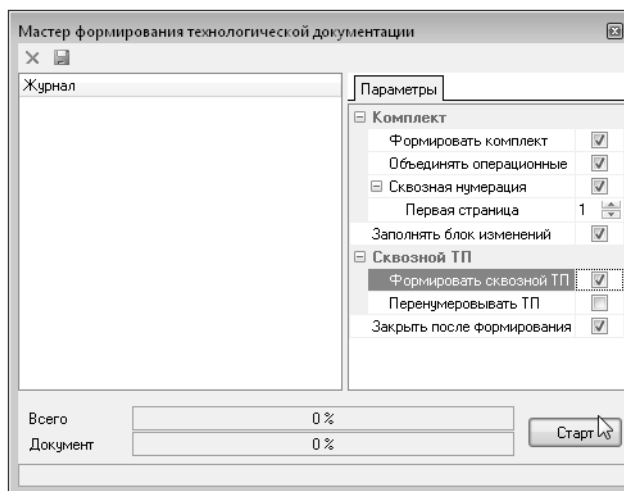 Мастер формирования технологической документации
Журнал
Параметры
Комплект
Формировать комплект
Объединять операционные
Сквозная нумерация
Первая страница 1
Заполнять блок изменений
Сквозной ТП
Формировать сквозной ТП
Перенумеровывать ТП
Закрыть после формирования
Всего 0 %
Документ 0 %
Старт